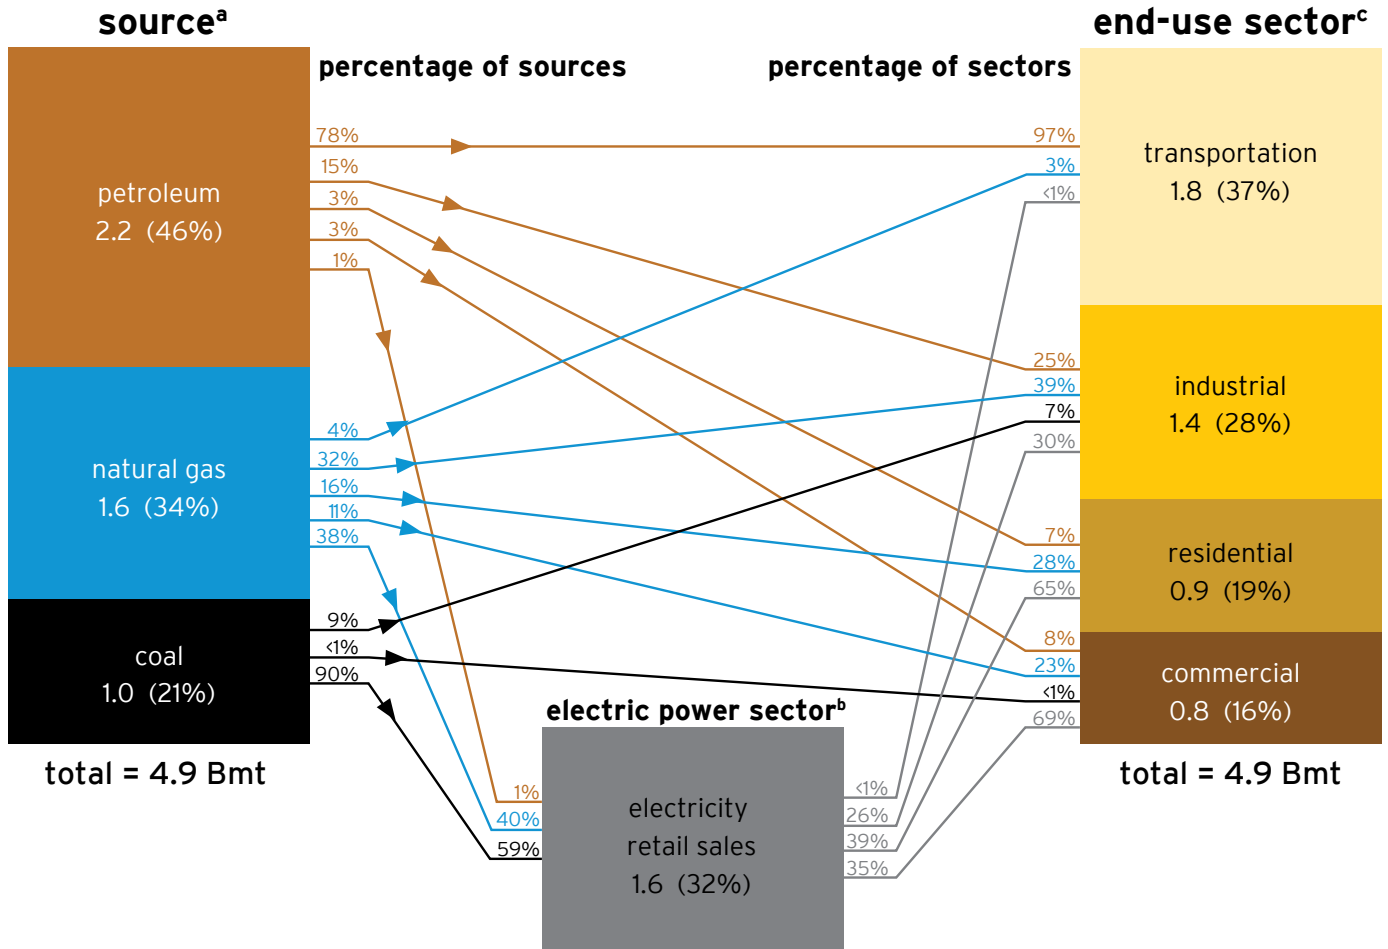 sourceᵃ
end-use sectorᶜ
percentage of sources
percentage of sectors
petroleum
2.2 (46%)
78%
15%
3%
3%
1%
natural gas
1.6 (34%)
4%
32%
16%
11%
38%
coal
1.0 (21%)
9%
<1%
90%
total = 4.9 Bmt
electric power sectorᵇ
1%
40%
59%
electricity
retail sales
1.6 (32%)
<1%
26%
39%
35%
97%
3%
<1%
transportation
1.8 (37%)
25%
39%
7%
30%
industrial
1.4 (28%)
7%
28%
65%
residential
0.9 (19%)
8%
23%
<1%
69%
commercial
0.8 (16%)
total = 4.9 Bmt